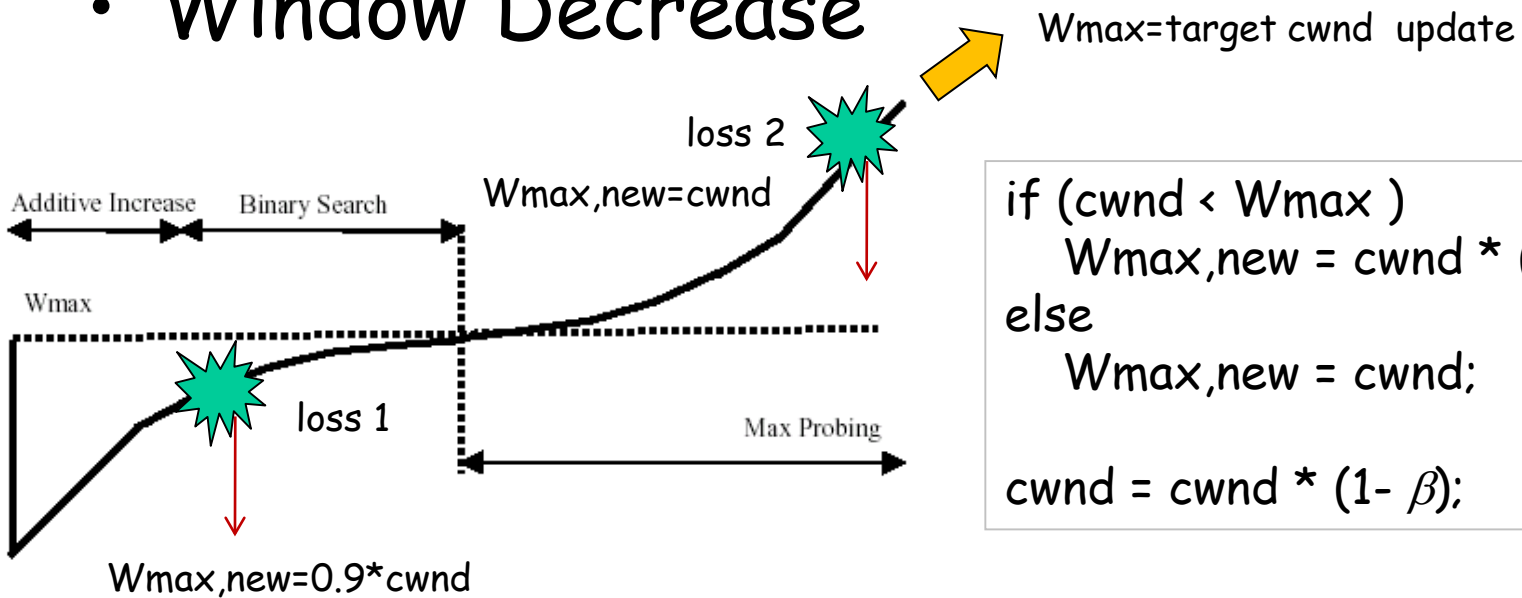 • Window Decrease
Wmax=target cwnd update
loss 2
Wmax,new=cwnd
Additive Increase
Binary Search
Wmax
loss 1
Max Probing
Wmax,new=0.9*cwnd
if (cwnd < Wmax )
Wmax,new = cwnd * (
else
Wmax,new = cwnd;
cwnd = cwnd * (1- β);